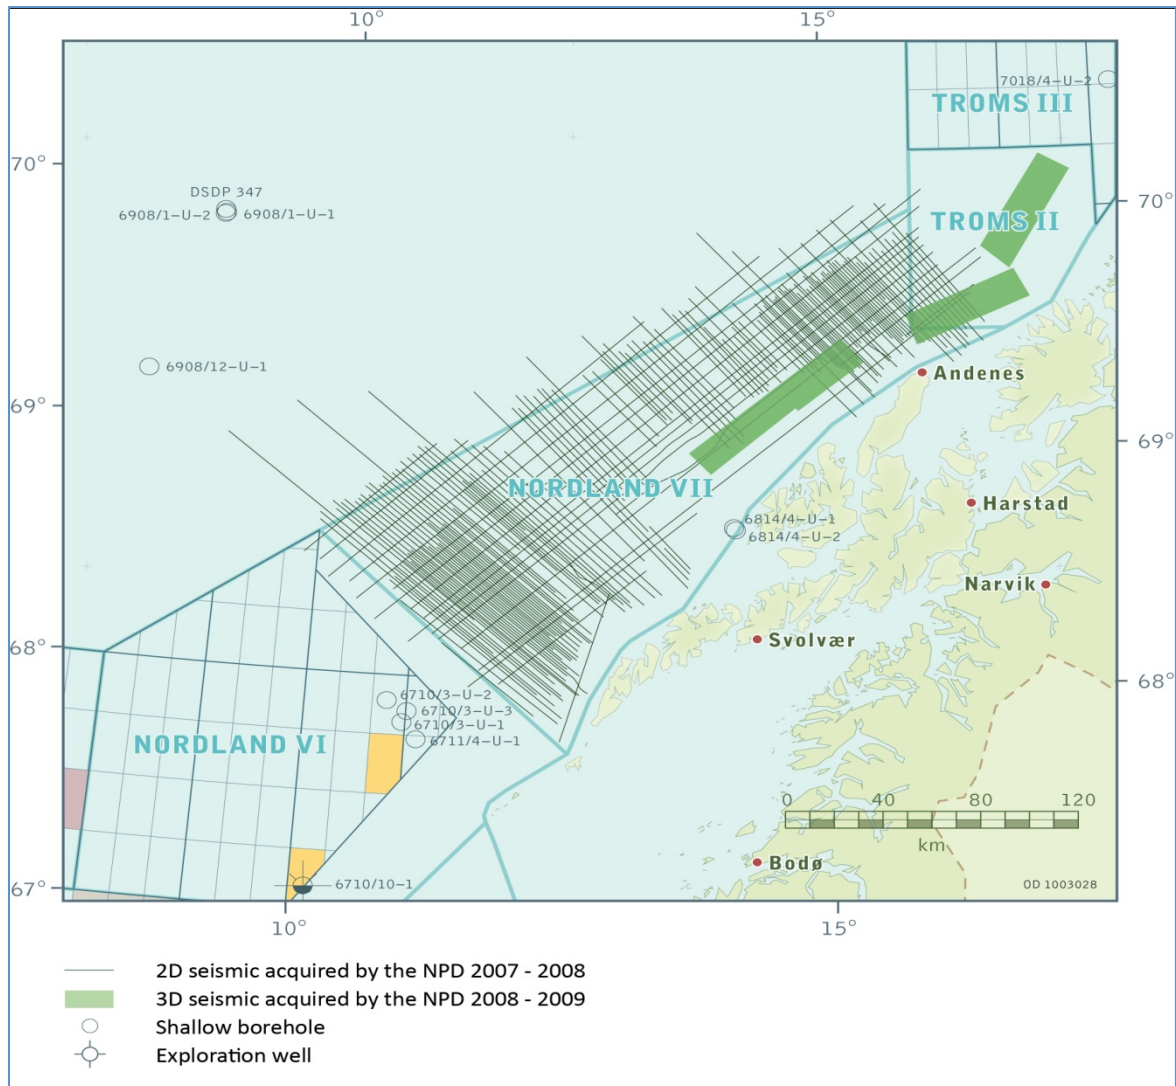 10°
15°
7018/4-U-2
TROMS III
70°
DSDP 347
6908/1-U-2
6908/1-U-1
70°
TROMS II
6908/12-U-1
Andenes
69°
69°
NORDLAND VII
Harstad
6814/4-U-1
6814/4-U-2
Narvik
Svolvær
68°
68°
6710/3-U-2
6710/3-U-3
6710/3-U-1
6711/4-U-1
NORDLAND VI
0 40 80 120
km
Bodø
67°
6710/10-1
OD 1003028
10°
15°
2D seismic acquired by the NPD 2007 - 2008
3D seismic acquired by the NPD 2008 - 2009
Shallow borehole
Exploration well